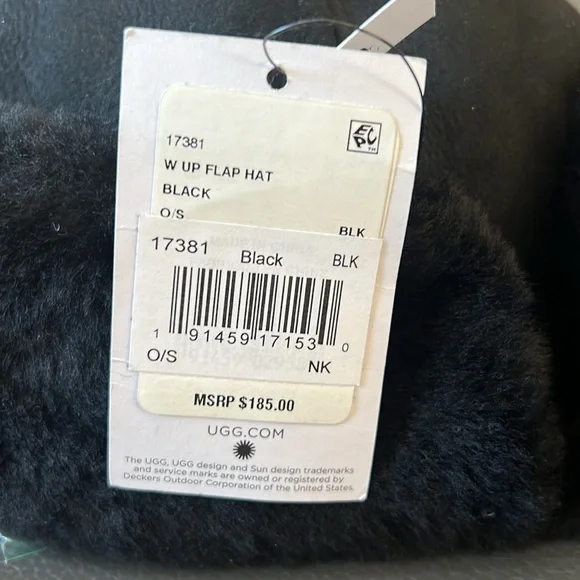 17381
W UP FLAP HAT
BLACK
O/S BLK
17381 Black BLK
1 91459 17153 0
O/S NK
MSRP $185.00
UGG.COM
The UGG, UGG design and Sun design trademarks
and service marks are owned or registered by
Deckers Outdoor Corporation of the United States.